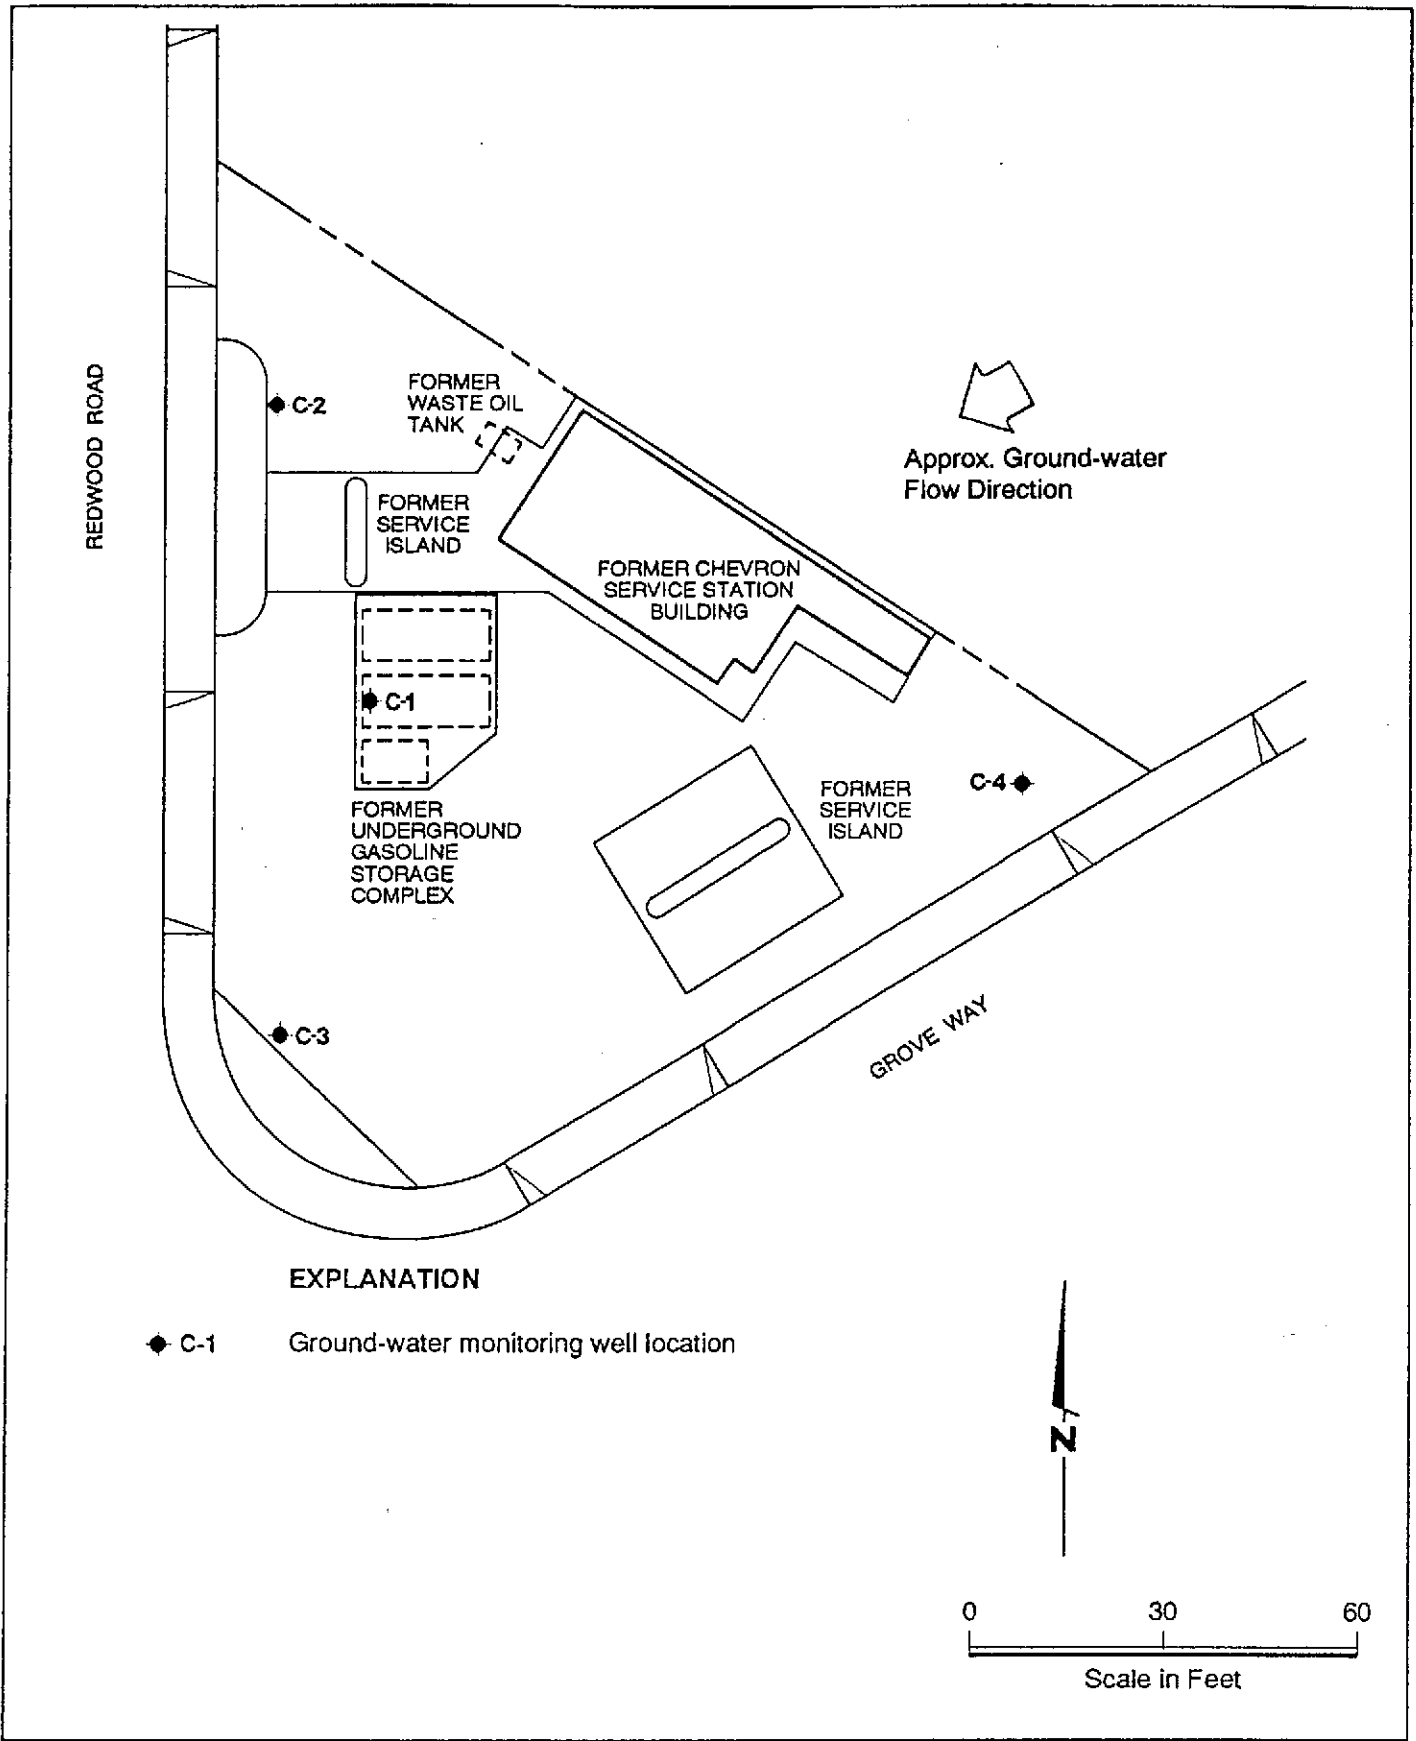 REDWOOD ROAD
C-2
FORMER
WASTE OIL
TANK
Approx. Ground-water
Flow Direction
FORMER
SERVICE
ISLAND
FORMER CHEVRON
SERVICE STATION
BUILDING
C-1
C-4
FORMER
SERVICE
ISLAND
FORMER
UNDERGROUND
GASOLINE
STORAGE
COMPLEX
C-3
GROVE WAY
EXPLANATION
C-1 Ground-water monitoring well location
N
0 30 60
Scale in Feet